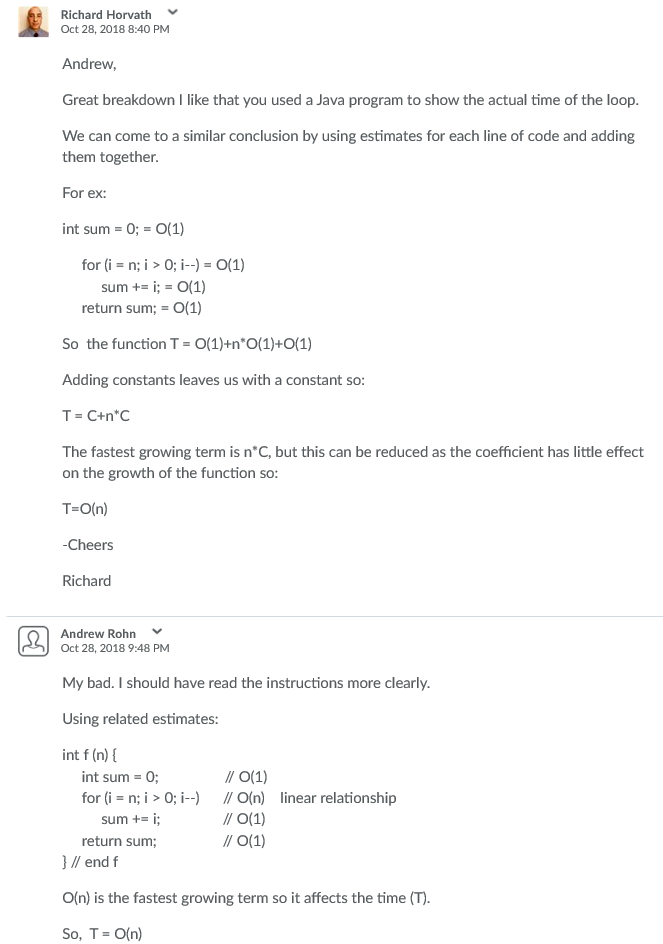 Richard Horvath
Oct 28, 2018 8:40 PM
Andrew,
Great breakdown I like that you used a Java program to show the actual time of the loop.
We can come to a similar conclusion by using estimates for each line of code and adding
them together.
For ex:
int sum = 0; = O(1)
for (i = n; i > 0; i--) = O(1)
sum += i; = O(1)
return sum; = O(1)
So the function T = O(1)+n*O(1)+O(1)
Adding constants leaves us with a constant so:
T = C+n*C
The fastest growing term is n*C, but this can be reduced as the coefficient has little effect
on the growth of the function so:
T=O(n)
-Cheers
Richard
Andrew Rohn
Oct 28, 2018 9:48 PM
My bad. I should have read the instructions more clearly.
Using related estimates:
int f (n) {
int sum = 0; // O(1)
for (i = n; i > 0; i--) // O(n) linear relationship
sum += i; // O(1)
return sum; // O(1)
} // end f
O(n) is the fastest growing term so it affects the time (T).
So, T = O(n)